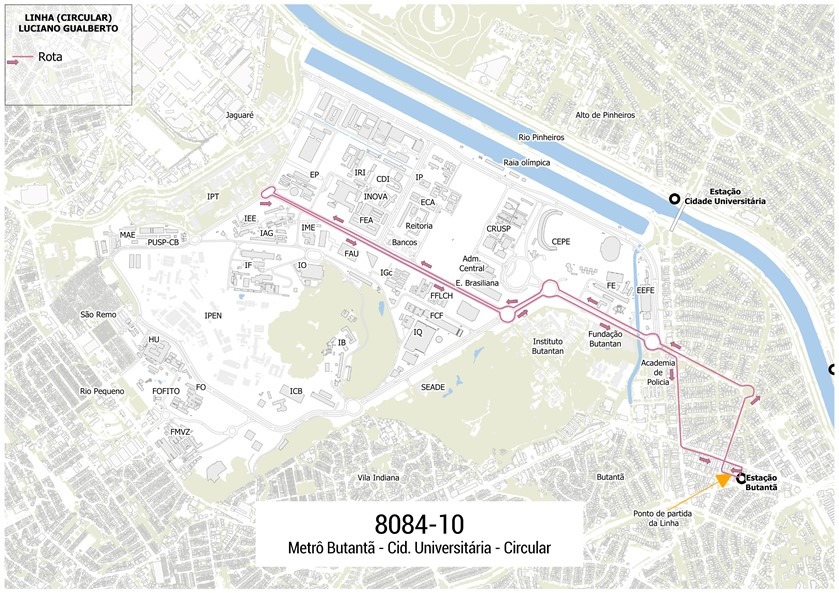 LINHA (CIRCULAR)
LUCIANO GUALBERTO
Rota
Jaguaré
Alto de Pinheiros
Rio Pinheiros
Raia olímpica
Estação
Cidade Universitária
EP
IRI
CDI
IP
INOVA
ECA
IPT
IEE
FEA
Reitoria
IME
IAG
CRUSP
CEPE
MAE
PUSP-CB
Bancos
FAU
Adm.
Central
IF
IO
IGc
E. Brasiliana
FE
EEFE
FFLCH
FCF
São Remo
IPEN
IQ
HU
IB
Instituto
Butantan
Fundação
Butantan
Academia
de
Polícia
Rio Pequeno
FOFITO
FO
ICB
SEADE
FMVZ
Vila Indiana
Butantã
Estação
Butantã
Ponto de partida
da Linha
8084-10
Metrô Butantã - Cid. Universitária - Circular